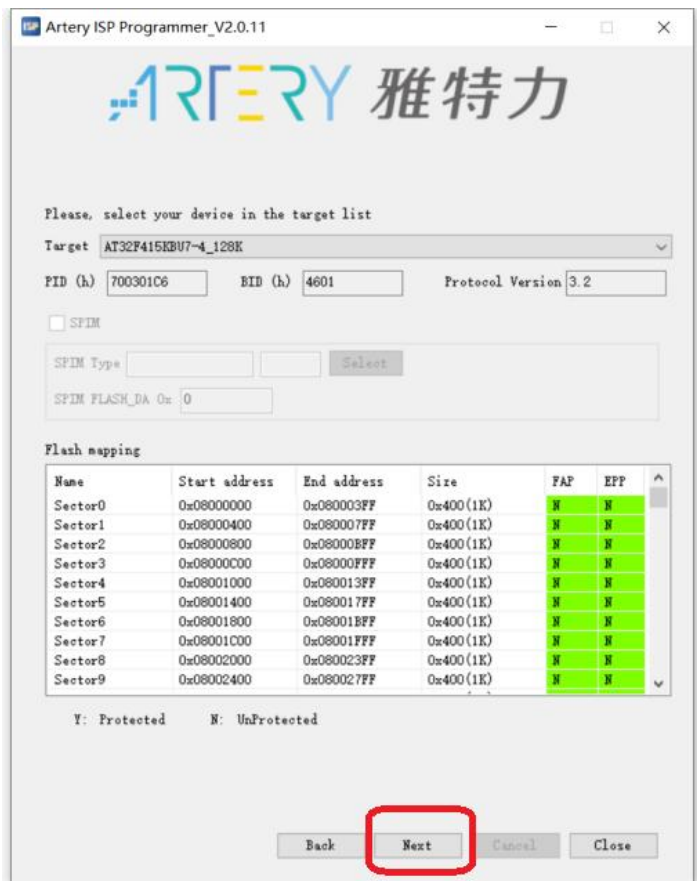 ISP Artery ISP Programmer_V2.0.11
ARTERY 雅特力
Please, select your device in the target list
Target AT32F415KBU7-4_128K
PID (h) 700301C6 BID (h) 4601 Protocol Version 3.2
SPIM
SPIM Type Select
SPIM FLASH_DA 0x 0
Flash mapping
Name Start address End address Size FAP EPP
Sector0 0x08000000 0x080003FF 0x400(1K) N N
Sector1 0x08000400 0x080007FF 0x400(1K) N N
Sector2 0x08000800 0x08000BFF 0x400(1K) N N
Sector3 0x08000C00 0x08000FFF 0x400(1K) N N
Sector4 0x08001000 0x080013FF 0x400(1K) N N
Sector5 0x08001400 0x080017FF 0x400(1K) N N
Sector6 0x08001800 0x08001BFF 0x400(1K) N N
Sector7 0x08001C00 0x08001FFF 0x400(1K) N N
Sector8 0x08002000 0x080023FF 0x400(1K) N N
Sector9 0x08002400 0x080027FF 0x400(1K) N N
Y: Protected N: UnProtected
Back Next Cancel Close